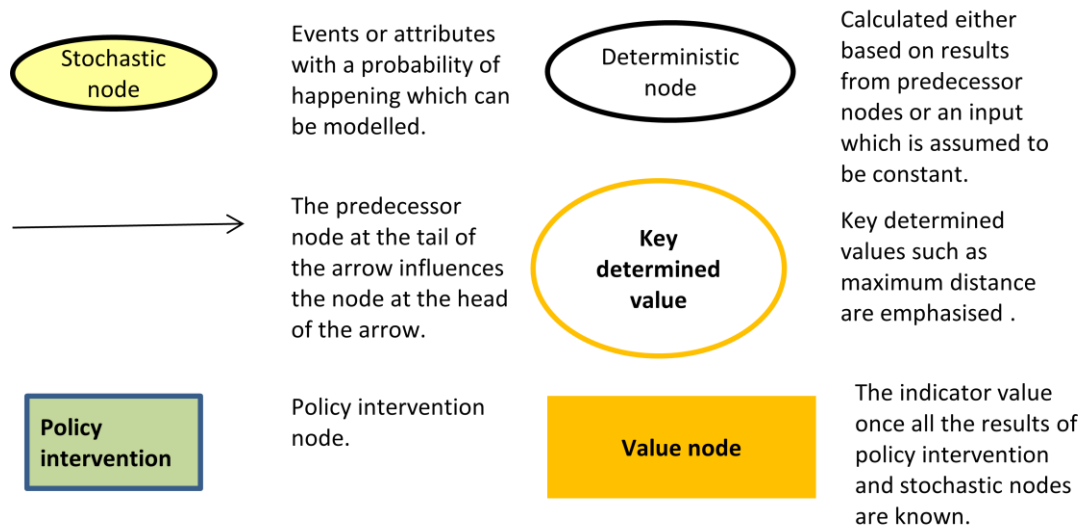 Stochastic
node
Events or attributes
with a probability of
happening which can
be modelled.
Deterministic
node
Calculated either
based on results
from predecessor
nodes or an input
which is assumed to
be constant.
The predecessor
node at the tail of
the arrow influences
the node at the head
of the arrow.
Key
determined
value
Key determined
values such as
maximum distance
are emphasised .
Policy
intervention
Policy intervention
node.
Value node
The indicator value
once all the results of
policy intervention
and stochastic nodes
are known.